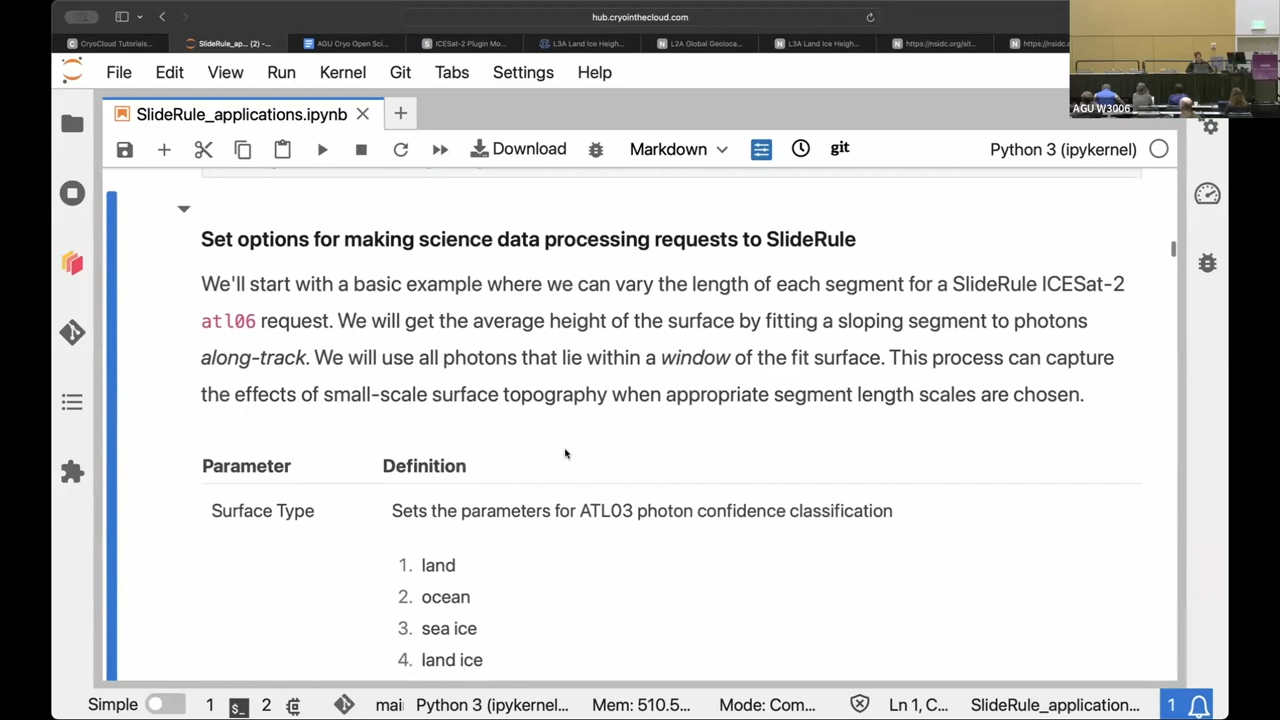 hub.cryointhecloud.com
CryoCloud Tutorials...
SlideRule_ap... (2) -...
AGU Cryo Open Sci...
ICESat-2 Plugin Mo...
L3A Land Ice Heigh...
L2A Global Geoloca...
L3A Land Ice Heigh...
https://nsidc.org/sit...
https://nsidc.o
AGU W3006
File Edit View Run Kernel Git Tabs Settings Help
SlideRule_applications.ipynb
Download Markdown git Python 3 (ipykernel)
Set options for making science data processing requests to SlideRule
We'll start with a basic example where we can vary the length of each segment for a SlideRule ICESat-2
atl06 request. We will get the average height of the surface by fitting a sloping segment to photons
along-track. We will use all photons that lie within a window of the fit surface. This process can capture
the effects of small-scale surface topography when appropriate segment length scales are chosen.
Parameter Definition
Surface Type Sets the parameters for ATL03 photon confidence classification
1. land
2. ocean
3. sea ice
4. land ice
Simple 1 2 mai Python 3 (ipykernel... Mem: 510.5... Mode: Com... Ln 1, C... SlideRule_application... 1